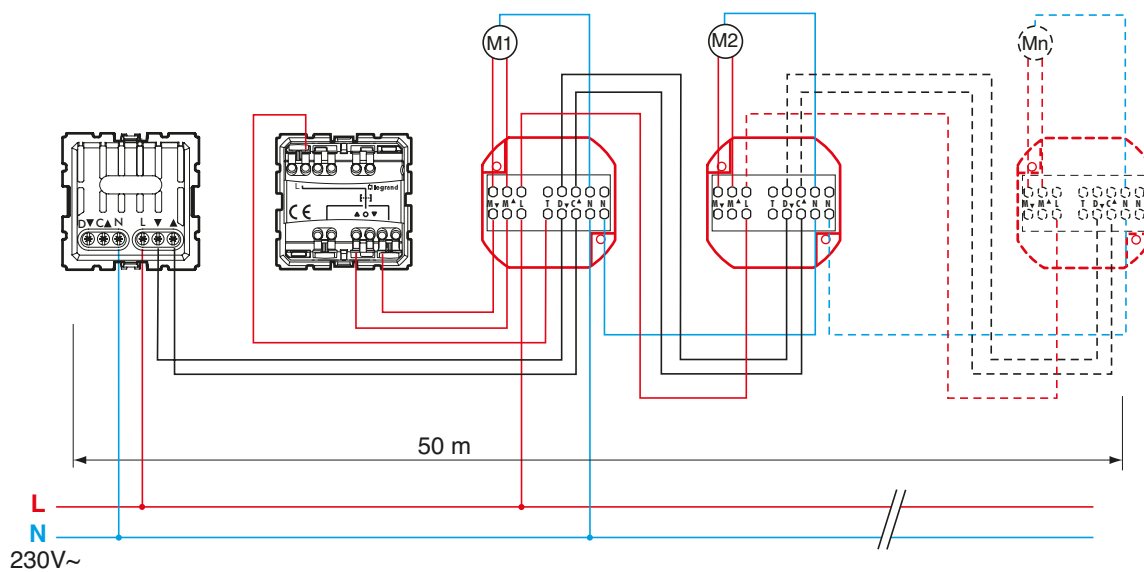 M1
M2
Mn
L
legrand
CE
D▼ C▲ N L ▼ ▲
▲ O ▼
M▼ M▲ L T D▼ C▲ N N
M▼ M▲ L T D▼ C▲ N N
M▼ M▲ L T D▼ C▲ N N
50 m
L
N
230V~